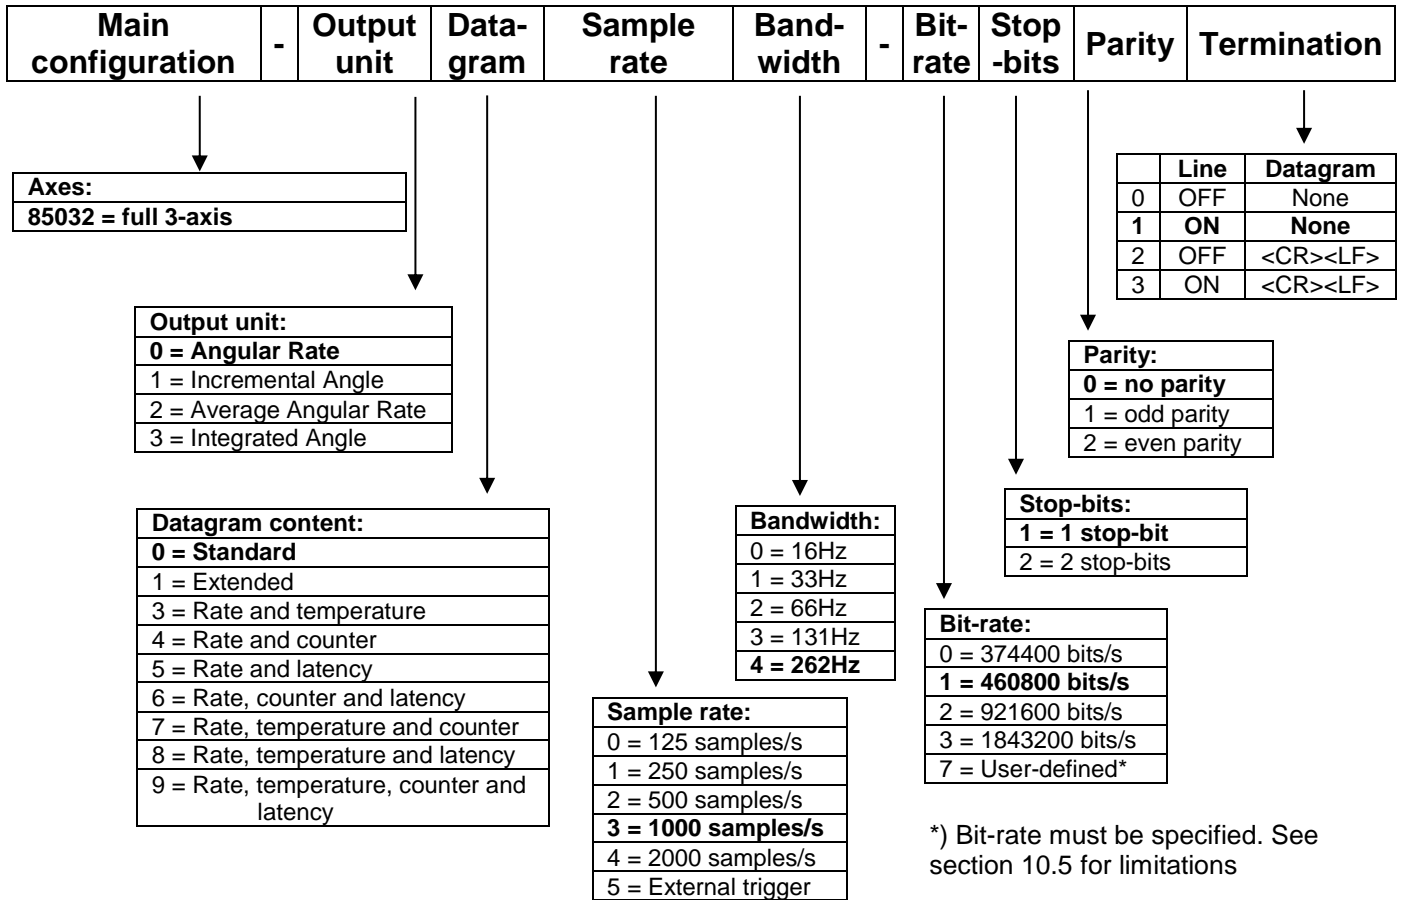 Main configuration - Output unit Data-gram Sample rate Band-width - Bit-rate Stop-bits Parity Termination
Axes:
85032 = full 3-axis
Line Datagram
0 OFF None
1 ON None
2 OFF <CR><LF>
3 ON <CR><LF>
Output unit:
0 = Angular Rate
1 = Incremental Angle
2 = Average Angular Rate
3 = Integrated Angle
Parity:
0 = no parity
1 = odd parity
2 = even parity
Datagram content:
0 = Standard
1 = Extended
3 = Rate and temperature
4 = Rate and counter
5 = Rate and latency
6 = Rate, counter and latency
7 = Rate, temperature and counter
8 = Rate, temperature and latency
9 = Rate, temperature, counter and
latency
Bandwidth:
0 = 16Hz
1 = 33Hz
2 = 66Hz
3 = 131Hz
4 = 262Hz
Stop-bits:
1 = 1 stop-bit
2 = 2 stop-bits
Bit-rate:
0 = 374400 bits/s
1 = 460800 bits/s
2 = 921600 bits/s
3 = 1843200 bits/s
7 = User-defined*
Sample rate:
0 = 125 samples/s
1 = 250 samples/s
2 = 500 samples/s
3 = 1000 samples/s
4 = 2000 samples/s
5 = External trigger
*) Bit-rate must be specified. See
section 10.5 for limitations